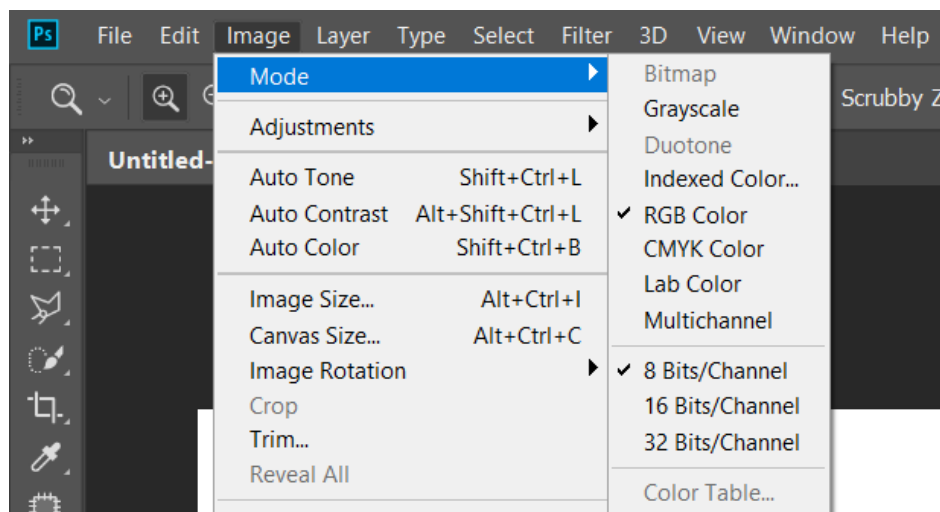 Ps File Edit Image Layer Type Select Filter 3D View Window Help
Scrubby Z
Untitled-
Mode
Adjustments
Auto Tone Shift+Ctrl+L
Auto Contrast Alt+Shift+Ctrl+L
Auto Color Shift+Ctrl+B
Image Size... Alt+Ctrl+I
Canvas Size... Alt+Ctrl+C
Image Rotation
Crop
Trim...
Reveal All
Bitmap
Grayscale
Duotone
Indexed Color...
RGB Color
CMYK Color
Lab Color
Multichannel
8 Bits/Channel
16 Bits/Channel
32 Bits/Channel
Color Table...